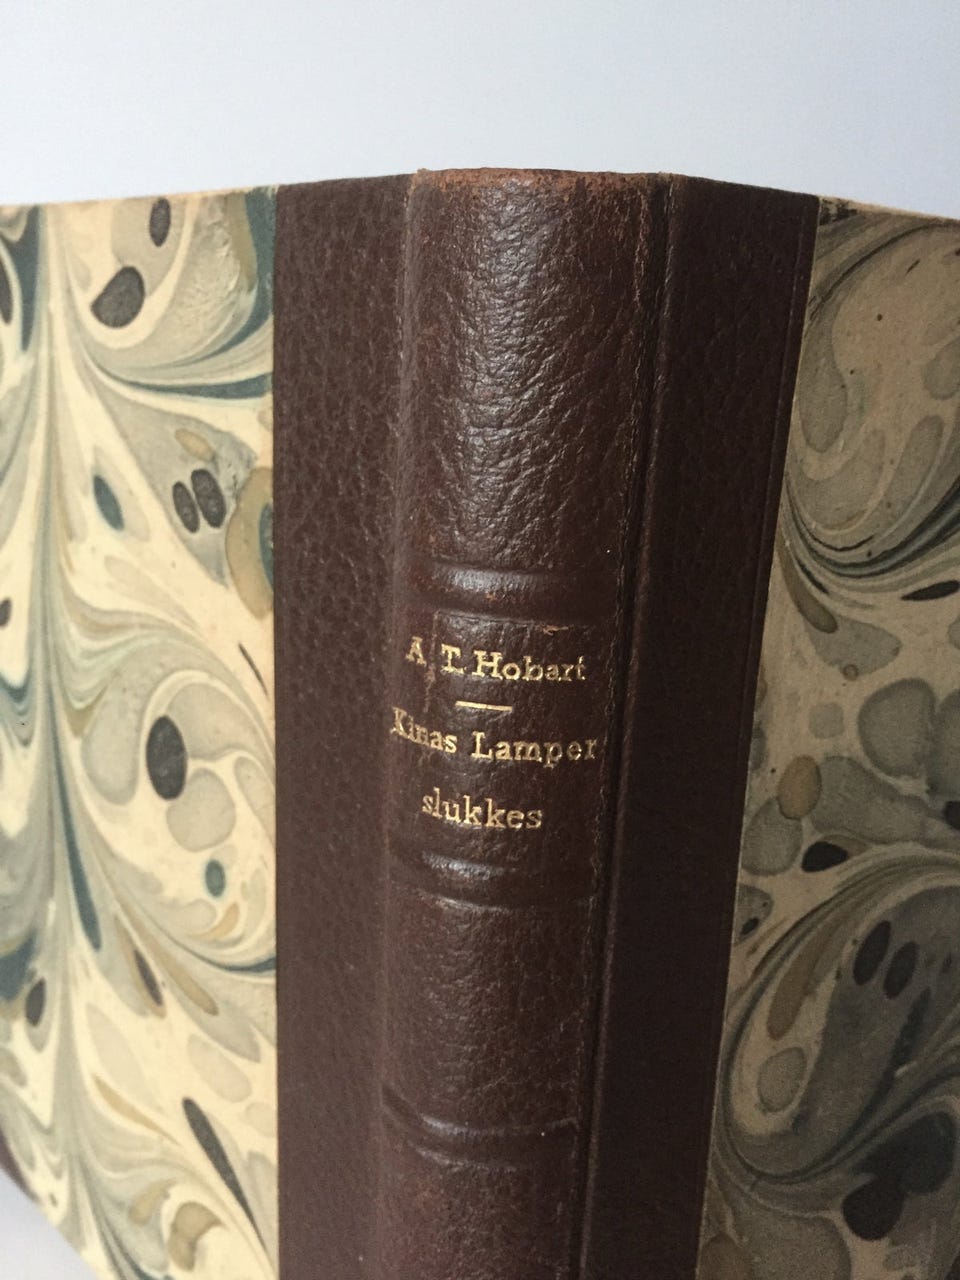 A. T. Hobart
Kinas Lamper
slukkes